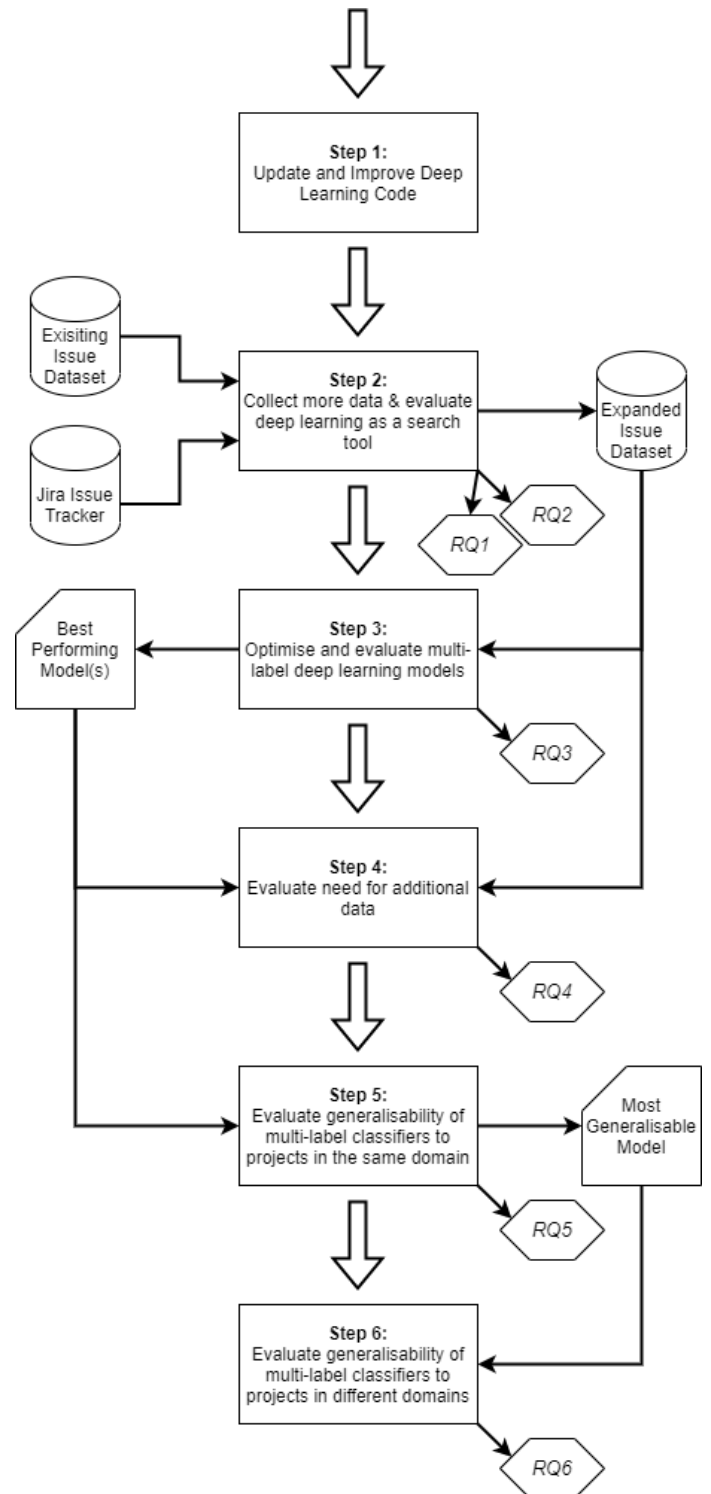 Step 1:
Update and Improve Deep
Learning Code
Exisiting
Issue
Dataset
Step 2:
Collect more data & evaluate
deep learning as a search
tool
Expanded
Issue
Dataset
Jira Issue
Tracker
RQ1
RQ2
Best
Performing
Model(s)
Step 3:
Optimise and evaluate multi-
label deep learning models
RQ3
Step 4:
Evaluate need for additional
data
RQ4
Step 5:
Evaluate generalisability of
multi-label classifiers to
projects in the same domain
Most
Generalisable
Model
RQ5
Step 6:
Evaluate generalisability of
multi-label classifiers to
projects in different domains
RQ6